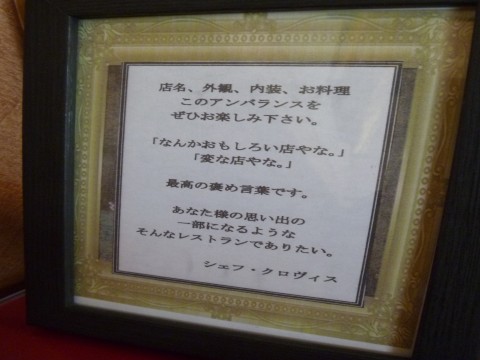 店名、外観、内装、お料理
このアンバランスを
ぜひお楽しみ下さい。
「なんかおもしろい店やな。」
「変な店やな。」
最高の褒め言葉です。
あなた様の思い出の
一部になるような
そんなレストランでありたい。
シェフ・クロヴィス